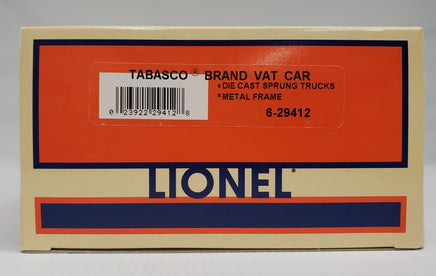 TABASCO® BRAND VAT CAR
• DIE CAST SPRUNG TRUCKS
• METAL FRAME
0 23922 29412 8
6-29412
LIONEL®